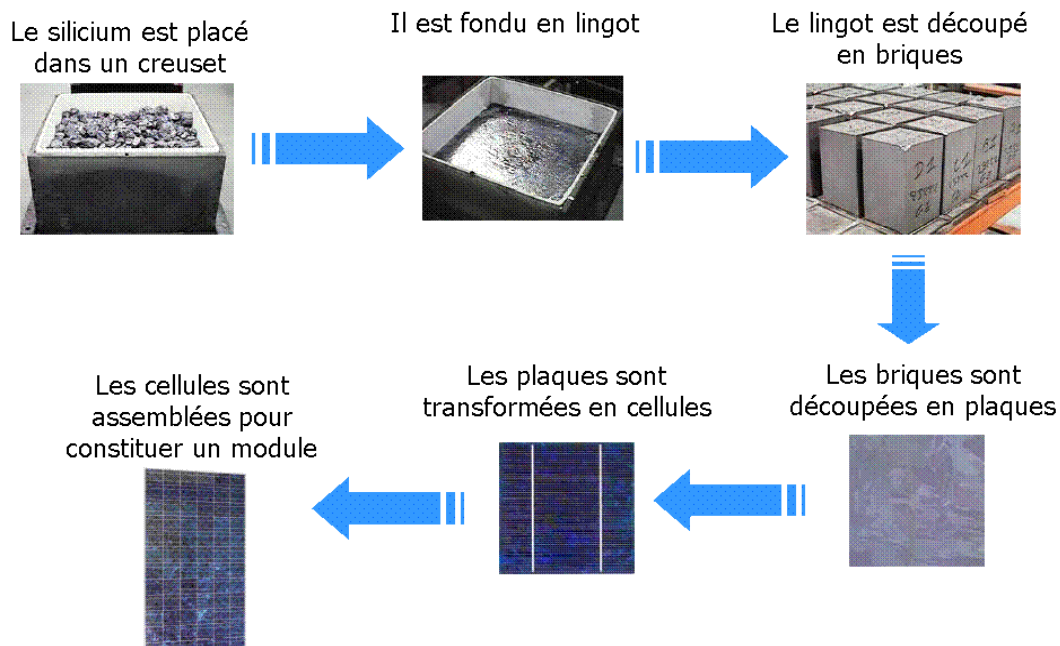 Le silicium est placé
dans un creuset
Il est fondu en lingot
Le lingot est découpé
en briques
Les briques sont
découpées en plaques
Les plaques sont
transformées en cellules
Les cellules sont
assemblées pour
constituer un module